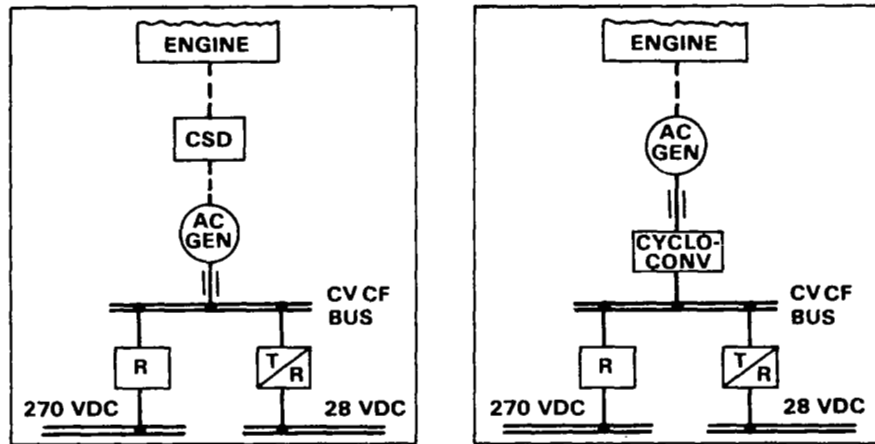 ENGINE
CSD
AC
GEN
CV CF
BUS
R
T/R
270 VDC
28 VDC
ENGINE
AC
GEN
CYCLO-
CONV
CV CF
BUS
R
T/R
270 VDC
28 VDC